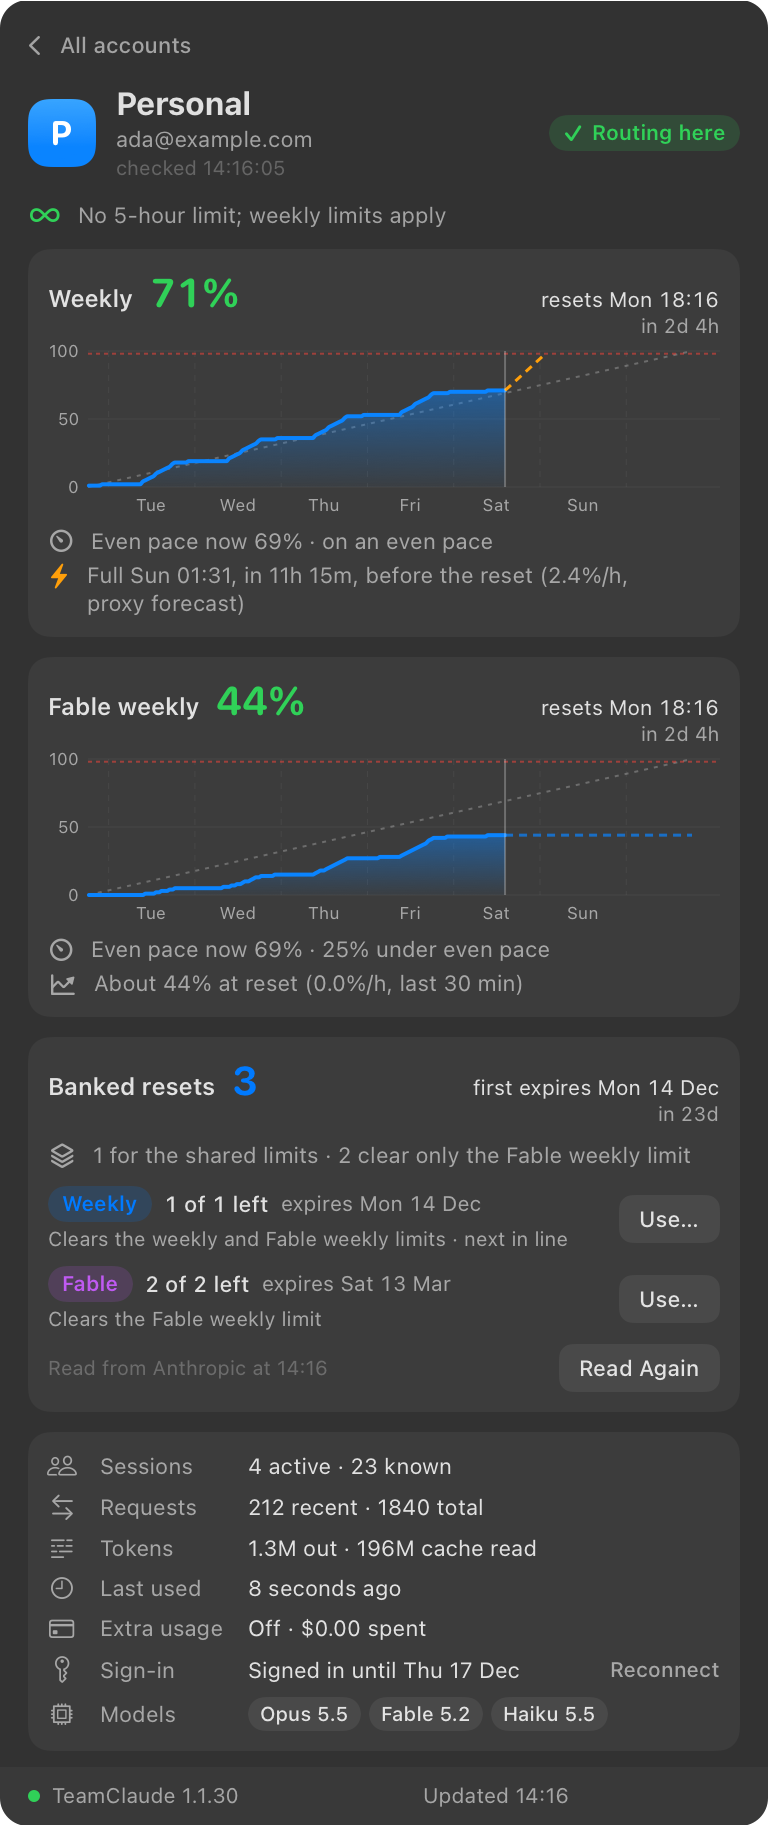 All accounts
P
Personal
ada@example.com
checked 14:16:05
Routing here
No 5-hour limit; weekly limits apply
Weekly 71%
resets Mon 18:16
in 2d 4h
100
50
0
Tue Wed Thu Fri Sat Sun
Even pace now 69% · on an even pace
Full Sun 01:31, in 11h 15m, before the reset (2.4%/h,
proxy forecast)
Fable weekly 44%
resets Mon 18:16
in 2d 4h
100
50
0
Tue Wed Thu Fri Sat Sun
Even pace now 69% · 25% under even pace
About 44% at reset (0.0%/h, last 30 min)
Banked resets 3
first expires Mon 14 Dec
in 23d
1 for the shared limits · 2 clear only the Fable weekly limit
Weekly 1 of 1 left expires Mon 14 Dec
Clears the weekly and Fable weekly limits · next in line
Use...
Fable 2 of 2 left expires Sat 13 Mar
Clears the Fable weekly limit
Use...
Read from Anthropic at 14:16
Read Again
Sessions 4 active · 23 known
Requests 212 recent · 1840 total
Tokens 1.3M out · 196M cache read
Last used 8 seconds ago
Extra usage Off · $0.00 spent
Sign-in Signed in until Thu 17 Dec Reconnect
Models Opus 5.5 Fable 5.2 Haiku 5.5
TeamClaude 1.1.30 Updated 14:16